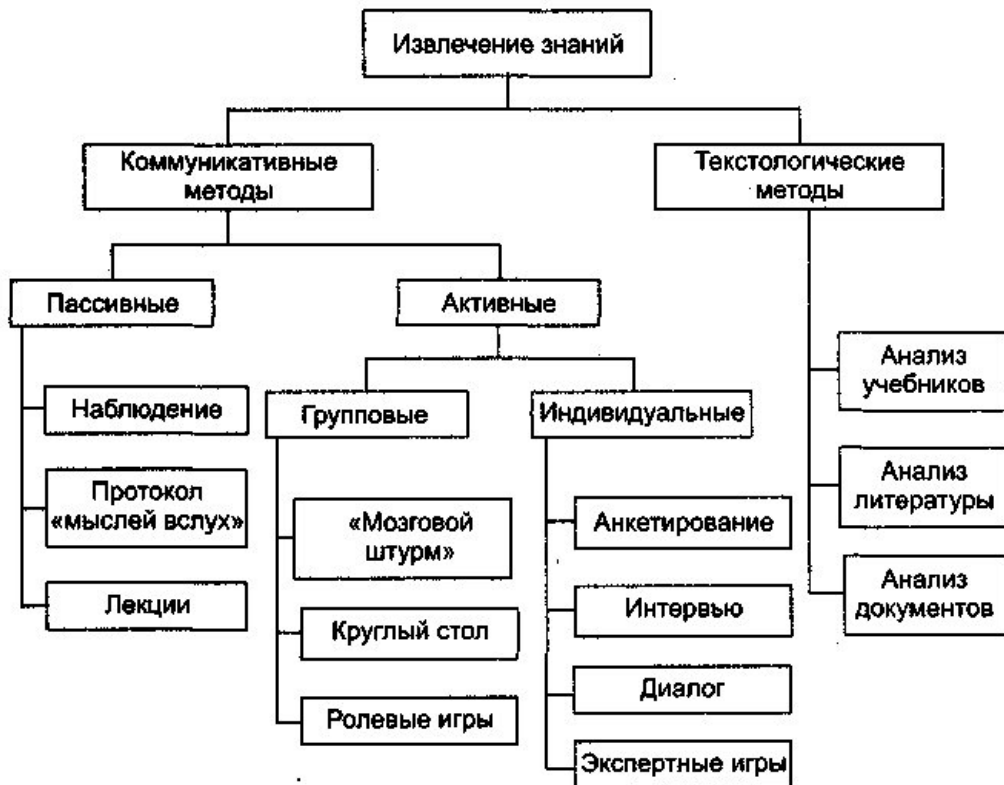 Извлечение знаний
Коммуникативные
методы
Текстологические
методы
Пассивные
Активные
Наблюдение
Протокол
«мыслей вслух»
Лекции
Групповые
«Мозговой
штурм»
Круглый стол
Ролевые игры
Индивидуальные
Анкетирование
Интервью
Диалог
Экспертные игры
Анализ
учебников
Анализ
литературы
Анализ
документов